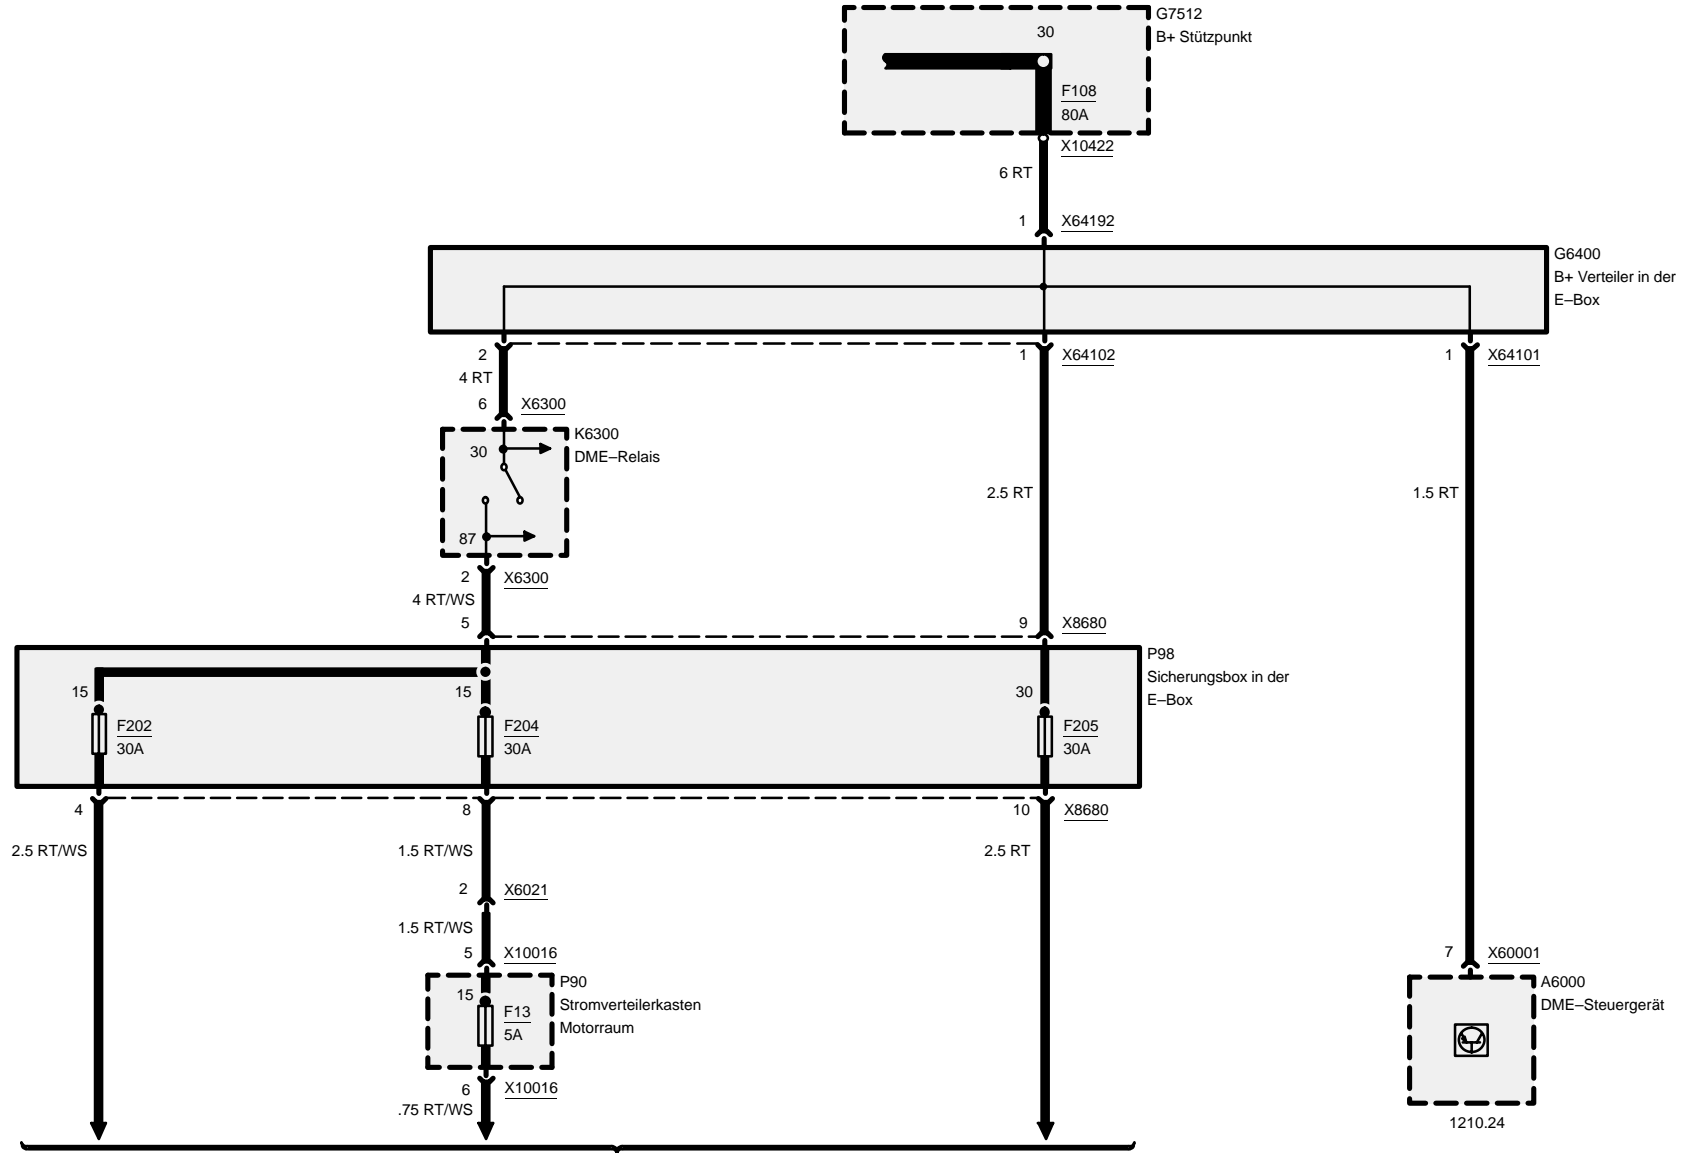 G7512
B+ Stützpunkt
30
F108
80A
X10422
6 RT
1 X64192
G6400
B+ Verteiler in der
E–Box
2 1 X64102 1 X64101
4 RT
6 X6300
K6300
DME–Relais
30
87
2.5 RT 1.5 RT
2 X6300
4 RT/WS
5 9 X8680
P98
Sicherungsbox in der
E–Box
15 15 30
F202 F204 F205
30A 30A 30A
4 8 10 X8680
2.5 RT/WS 1.5 RT/WS 2.5 RT
2 X6021
1.5 RT/WS
5 X10016 7 X60001
P90
Stromverteilerkasten
Motorraum
15
F13
5A
A6000
DME–Steuergerät
6 X10016
.75 RT/WS
1210.24